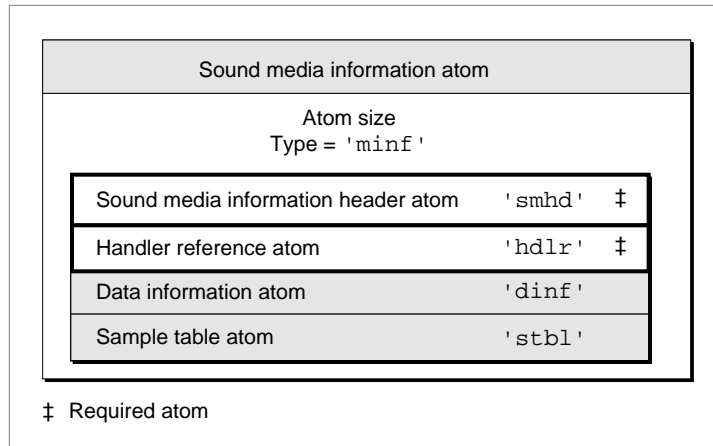 Sound media information atom
Atom size
Type = 'minf'
Sound media information header atom 'smhd' ‡
Handler reference atom 'hdlr' ‡
Data information atom 'dinf'
Sample table atom 'stbl'
‡ Required atom